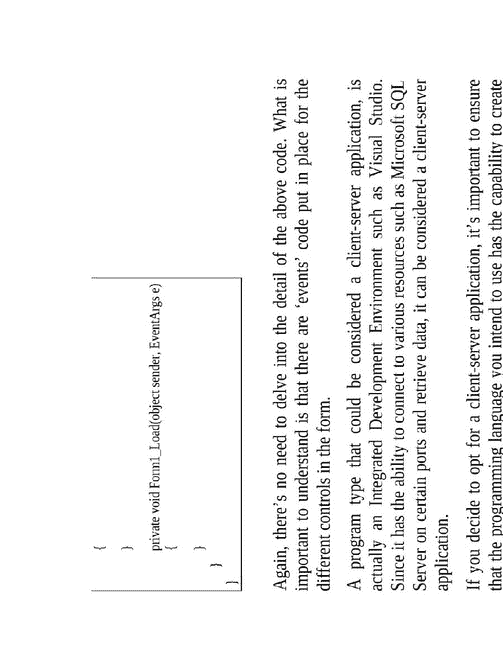 {
}
private void Form1_Load(object sender, EventArgs e)
{
}
}
}
Again, there’s no need to delve into the detail of the above code. What is
important to understand is that there are ‘events’ code put in place for the
different controls in the form.
A program type that could be considered a client-server application, is
actually an Integrated Development Environment such as Visual Studio.
Since it has the ability to connect to various resources such as Microsoft SQL
Server on certain ports and retrieve data, it can be considered a client-server
application.
If you decide to opt for a client-server application, it’s important to ensure
that the programming language you intend to use has the capability to create